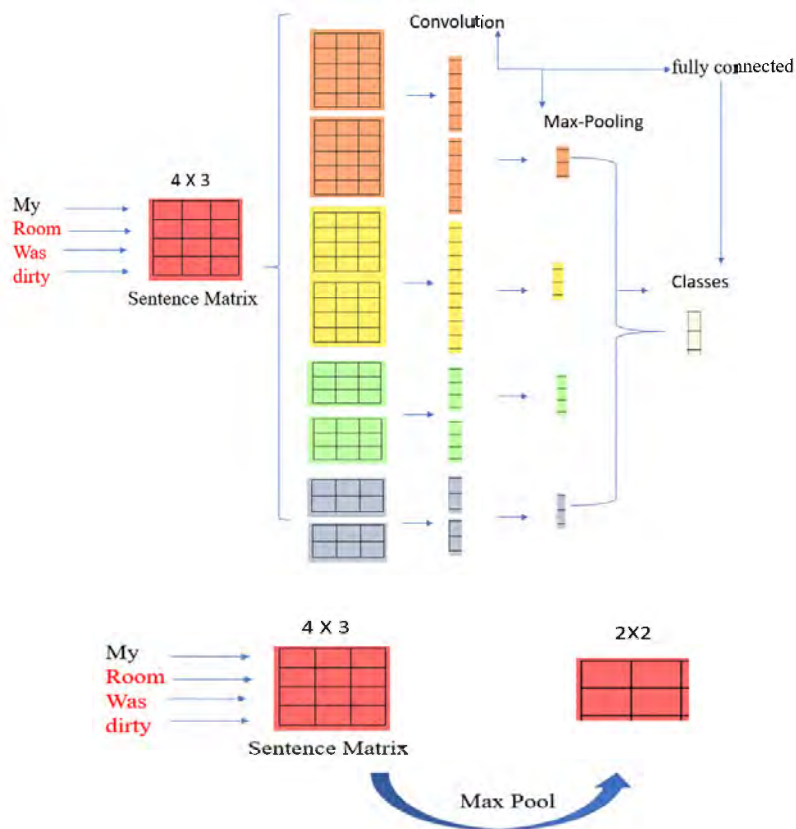 Convolution
fully connected
Max-Pooling
4 X 3
My
Room
Was
dirty
Sentence Matrix
Classes
4 X 3
2X2
My
Room
Was
dirty
Sentence Matrix
Max Pool